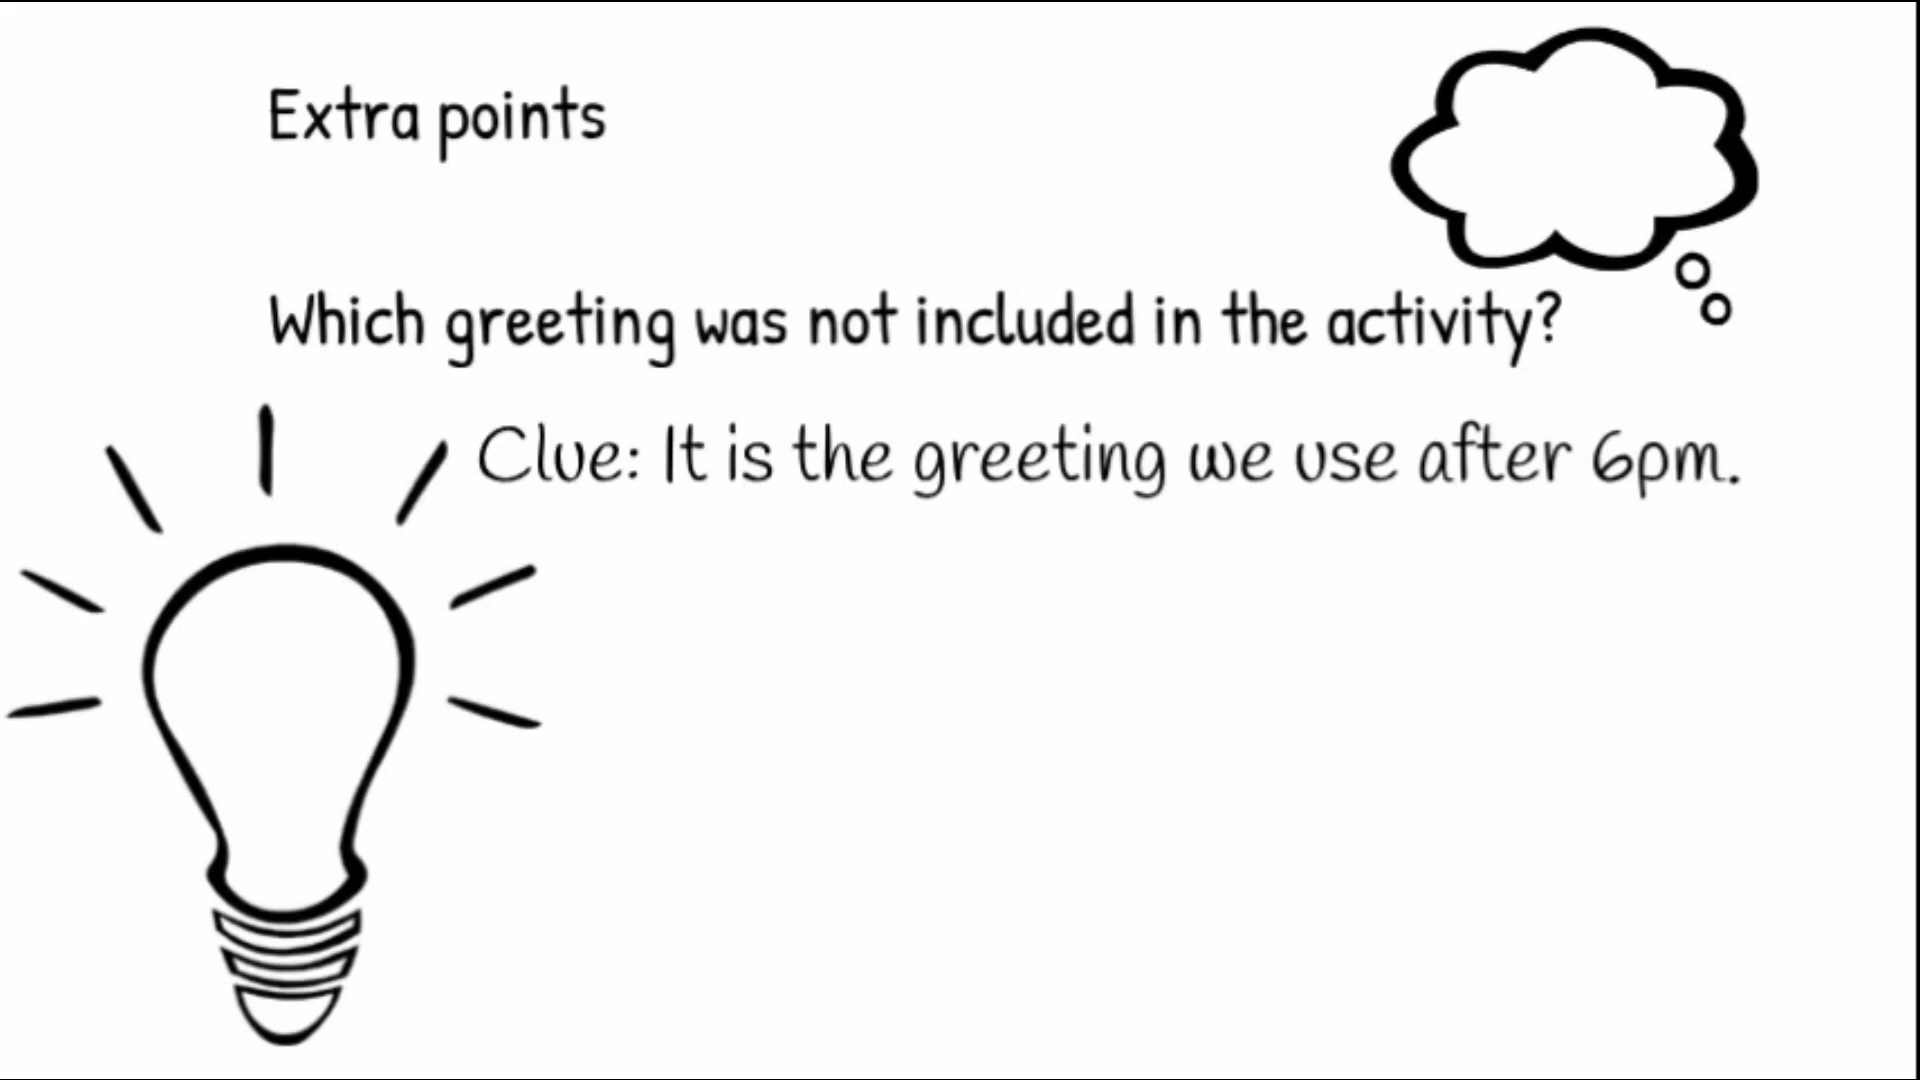 Extra points
Which greeting was not included in the activity?
Clue: It is the greeting we use after 6pm.